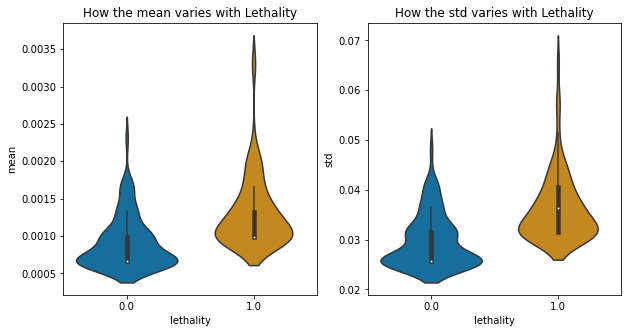 How the mean varies with Lethality
0.0035
0.0030
0.0025
0.0020
0.0015
0.0010
0.0005
mean
0.0
1.0
lethality
How the std varies with Lethality
0.07
0.06
0.05
0.04
0.03
0.02
std
0.0
1.0
lethality